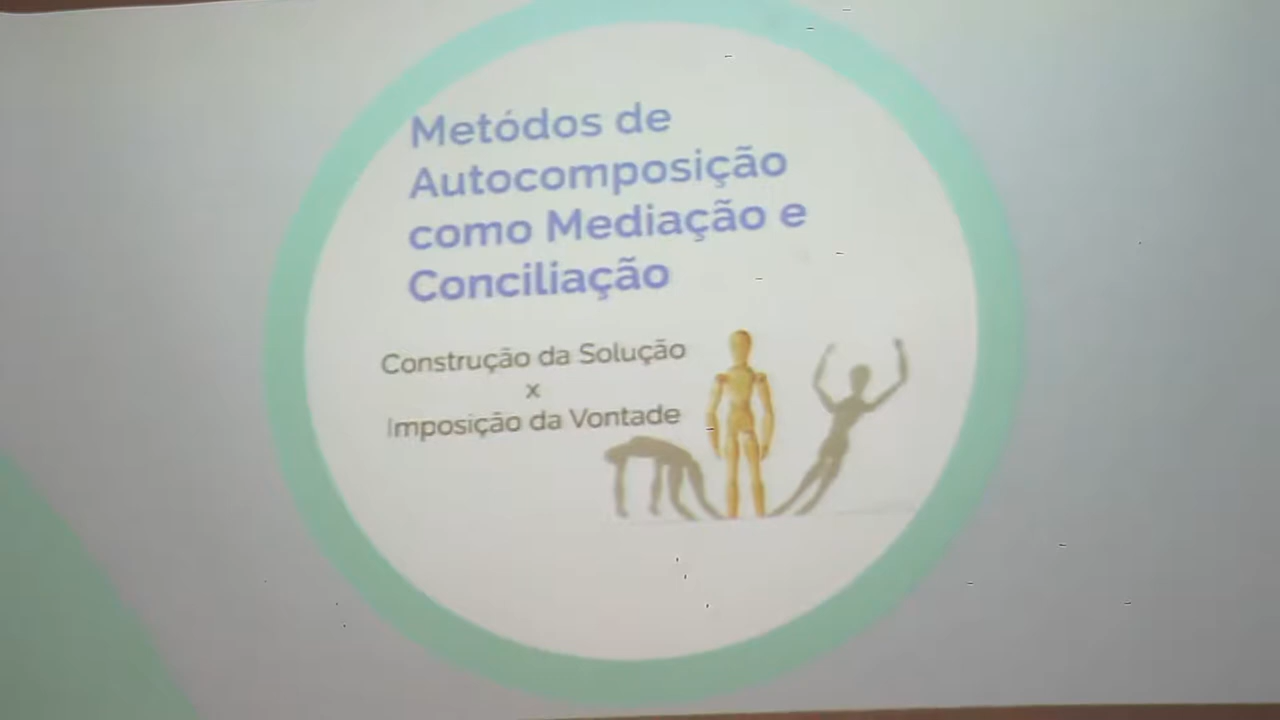 Metódos de
Autocomposição
como Mediação e
Conciliação
Construção da Solução
x
Imposição da Vontade